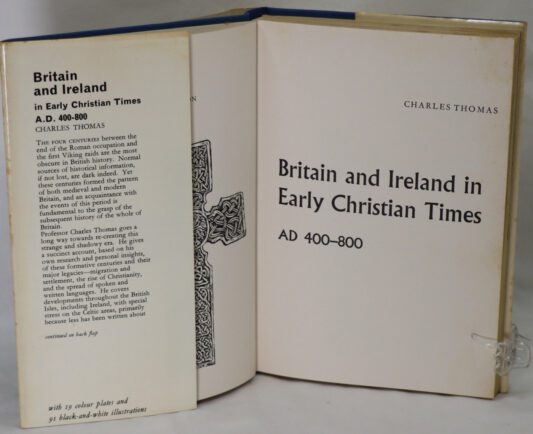 Britain
and Ireland
in Early Christian Times
A.D. 400-800
CHARLES THOMAS
THE FOUR CENTURIES between the
end of the Roman occupation and
the first Viking raids are the most
obscure in British history. Normal
sources of historical information,
if not lost, are dark indeed. Yet
these centuries formed the pattern
of both medieval and modern
Britain, and an acquaintance with
the events of this period is
fundamental to the grasp of the
subsequent history of the whole of
Britain.
Professor Charles Thomas goes a
long way towards re-creating this
strange and shadowy era. He gives
a succinct account, based on his
own research and personal insights,
of these formative centuries and their
major legacies—migration and
settlement, the rise of Christianity,
and the spread of spoken and
written languages. He covers
developments throughout the British
Isles, including Ireland, with special
stress on the Celtic areas, primarily
because less has been written about
continued on back flap
with 19 colour plates and
91 black-and-white illustrations
CHARLES THOMAS
Britain and Ireland in
Early Christian Times
AD 400–800